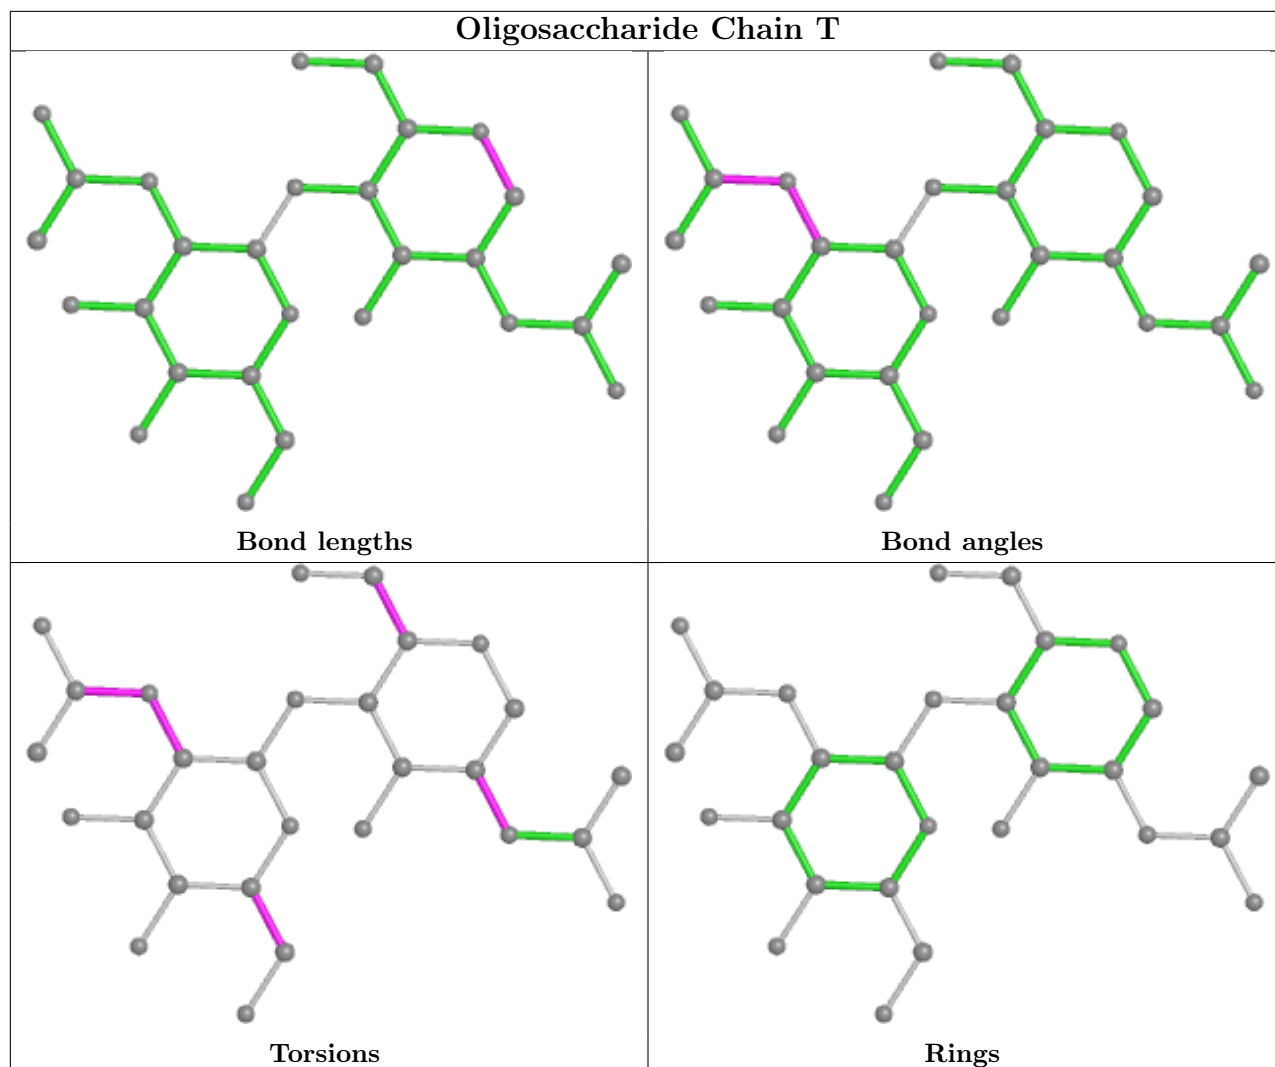 Oligosaccharide Chain T
Bond lengths
Bond angles
Torsions
Rings